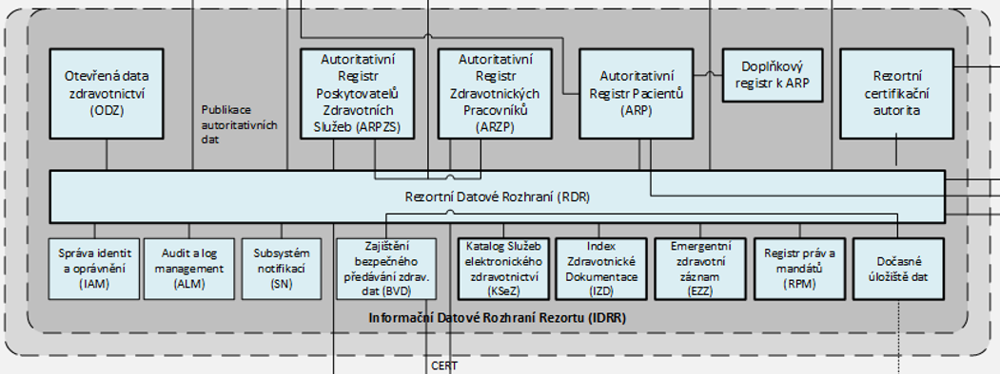 Otevřená data
zdravotnictví
(ODZ)
Publikace
autoritativních
dat
Autoritativní
Registr
Poskytovatelů
Zdravotních
Služeb (ARPZS)
Autoritativní
Registr
Zdravotnických
Pracovníků
(ARZP)
Autoritativní
Registr Pacientů
(ARP)
Doplňkový
registr k ARP
Rezortní
certifikační
autorita
Rezortní Datové Rozhraní (RDR)
Správa identit
a oprávnění
(IAM)
Audit a log
management
(ALM)
Subsystém
notifikací
(SN)
Zajištění
bezpečného
předávání zdrav.
dat (BVD)
Katalog Služeb
elektronického
zdravotnictví
(KSeZ)
Index
Zdravotnické
Dokumentace
(IZD)
Emergentní
zdravotní
záznam
(EZZ)
Registr práv a
mandátů
(RPM)
Dočasné
úložiště dat
Informační Datové Rozhraní Rezortu (IDRR)
CERT